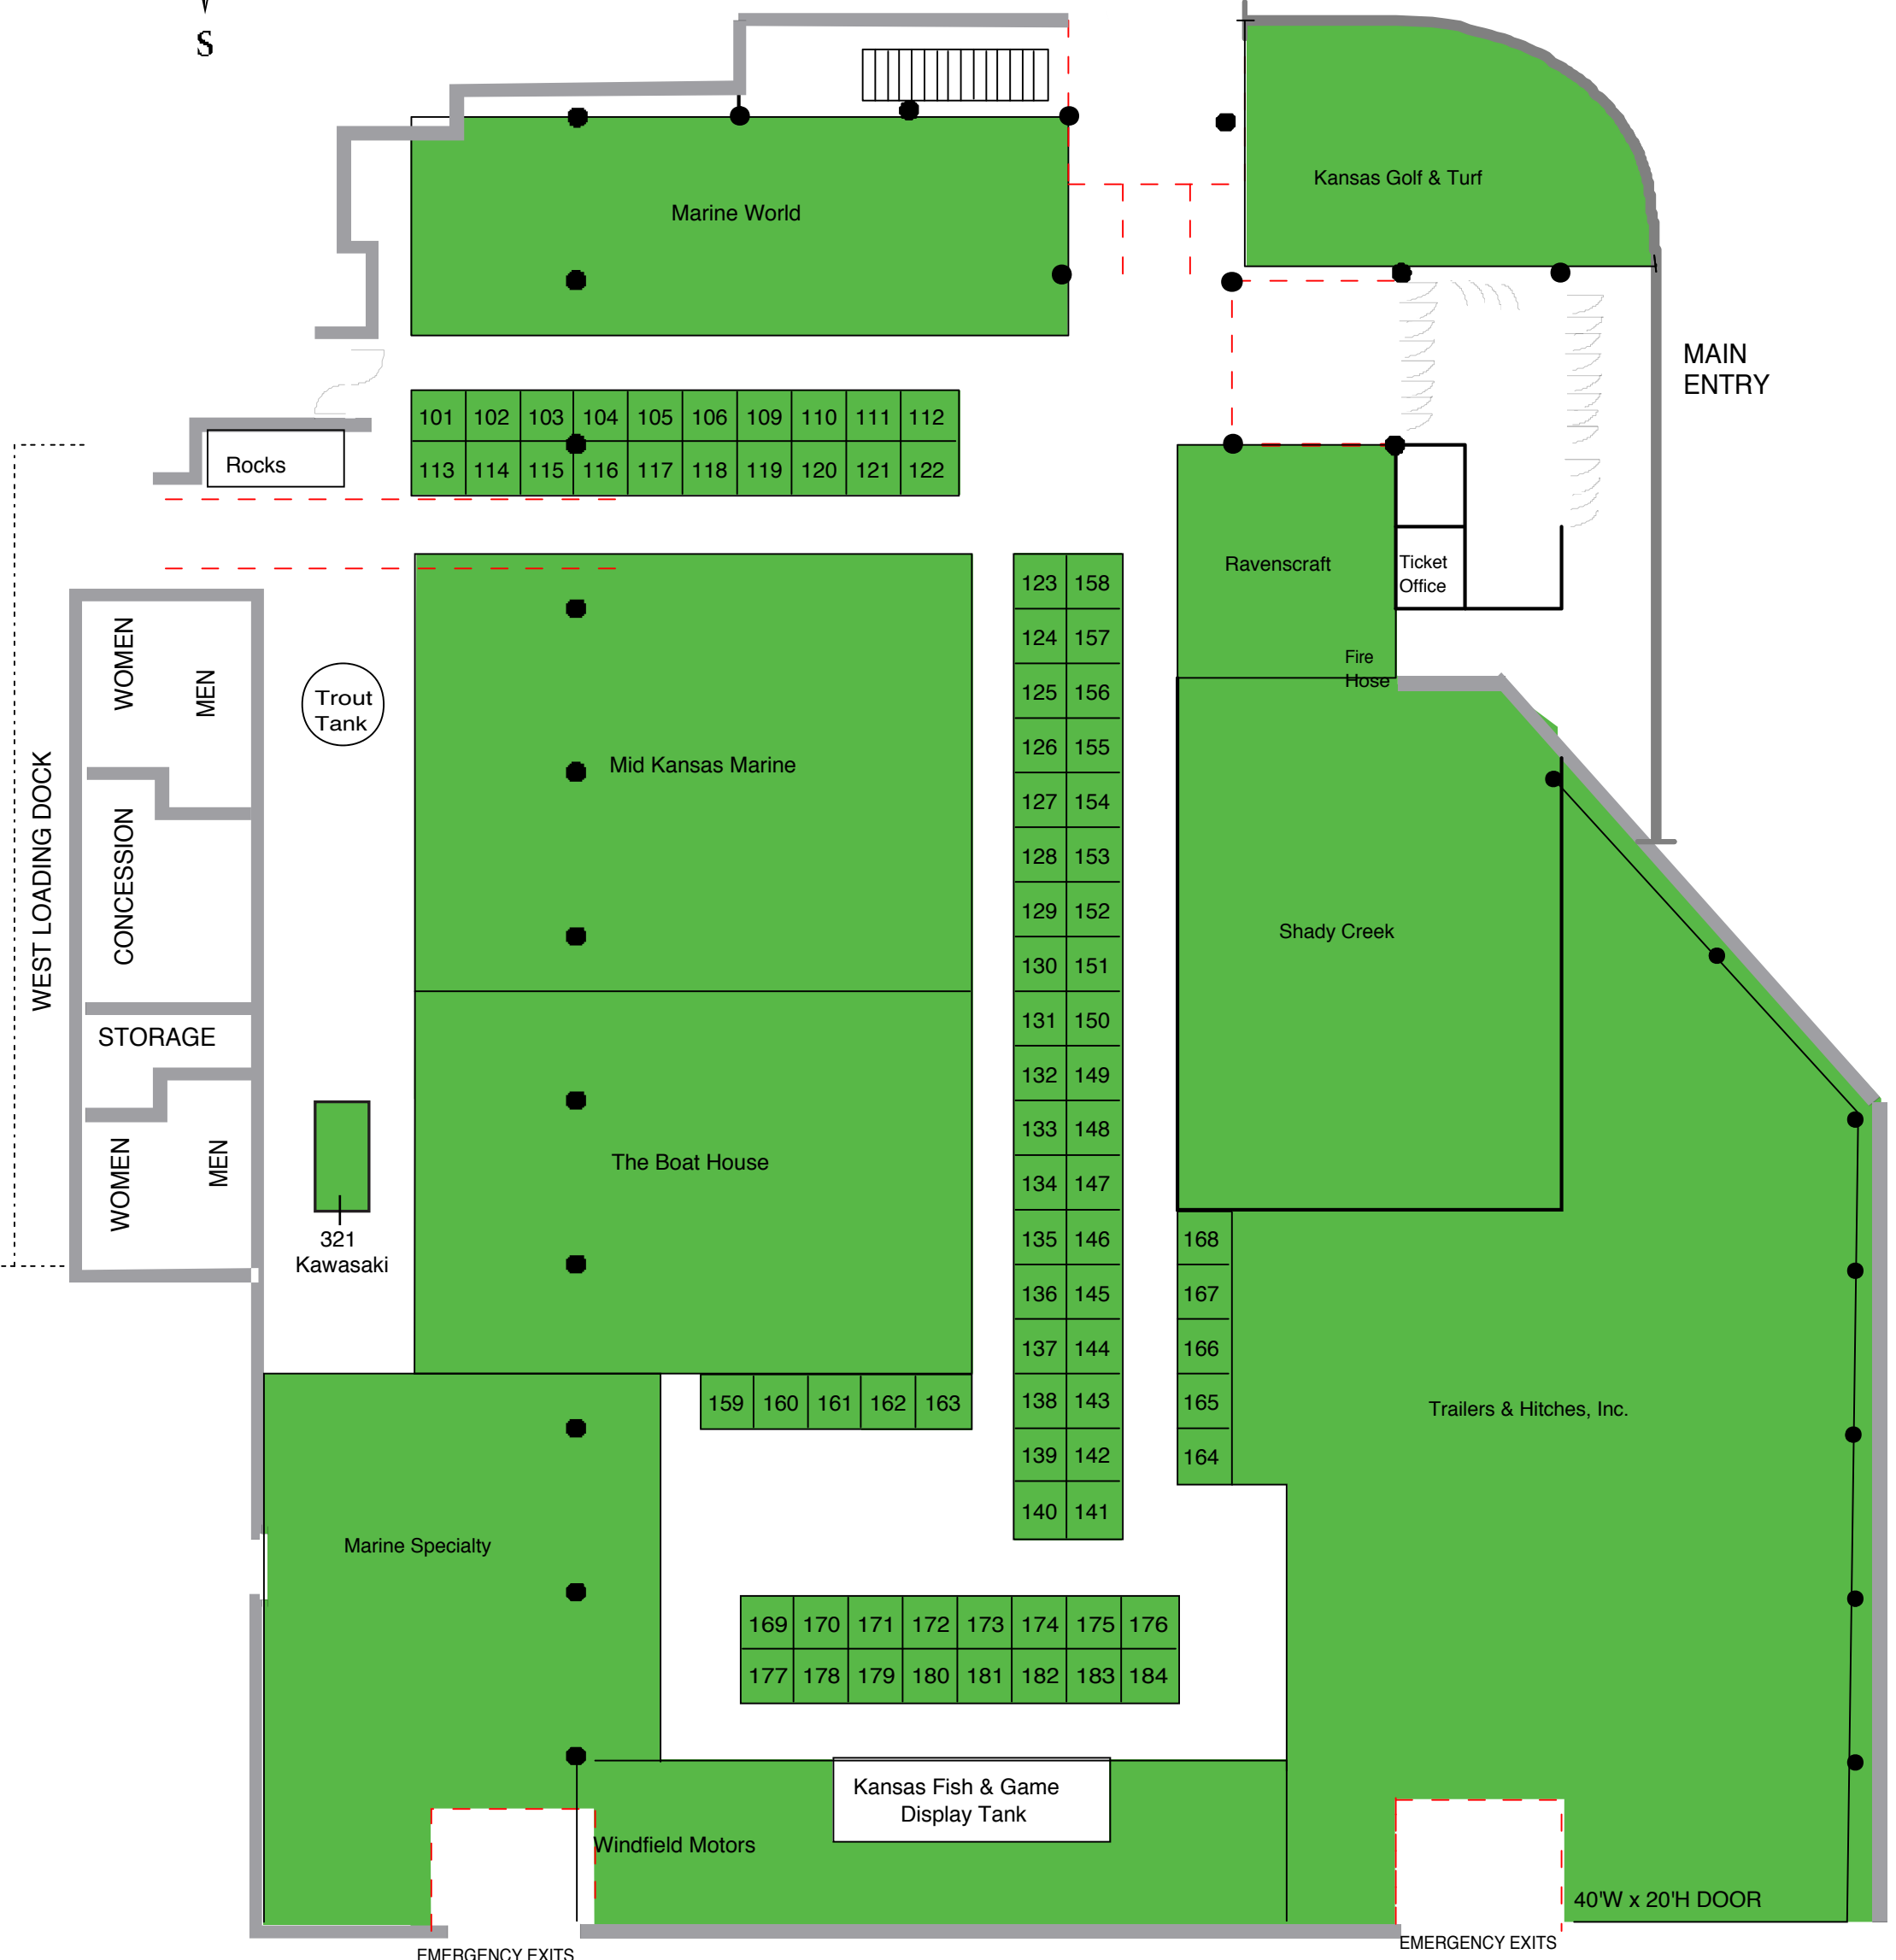 S
Kansas Golf & Turf
Marine World
MAIN
ENTRY
101 102 103 104 105 106 109 110 111 112
113 114 115 116 117 118 119 120 121 122
Rocks
Ravenscraft
Ticket
Office
Fire
Hose
WOMEN
MEN
Trout
Tank
Mid Kansas Marine
123 158
124 157
125 156
126 155
127 154
128 153
129 152
130 151
131 150
132 149
133 148
134 147
135 146
136 145
137 144
138 143
139 142
140 141
WEST LOADING DOCK
CONCESSION
STORAGE
WOMEN
MEN
Shady Creek
The Boat House
321
Kawasaki
168
167
166
165
164
Trailers & Hitches, Inc.
159 160 161 162 163
Marine Specialty
169 170 171 172 173 174 175 176
177 178 179 180 181 182 183 184
Kansas Fish & Game
Display Tank
Windfield Motors
40'W x 20'H DOOR
EMERGENCY EXITS
EMERGENCY EXITS